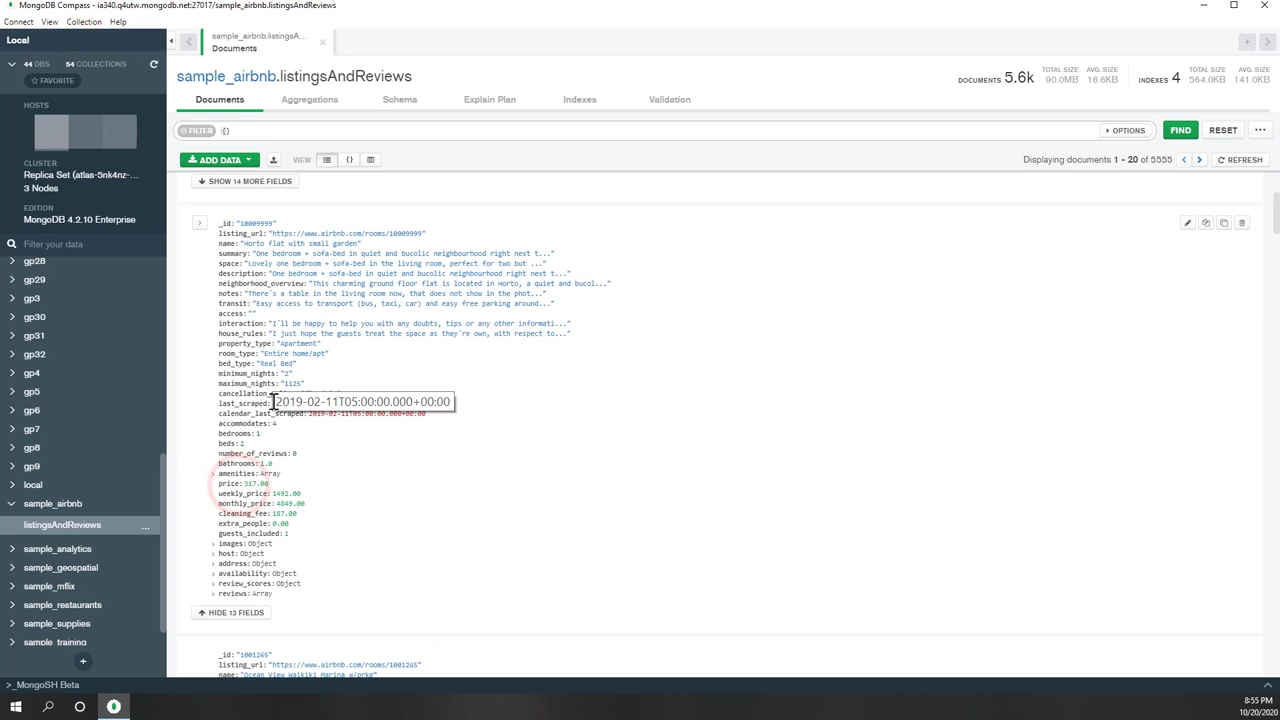 MongoDB Compass - ia340.q4utw.mongodb.net:27017/sample_airbnb.listingsAndReviews
Connect View Collection Help
Local
44 DBS 54 COLLECTIONS
FAVORITE
HOSTS
CLUSTER
Replica Set (atlas-5nk4nz-...
3 Nodes
EDITION
MongoDB 4.2.10 Enterprise
Filter your data
gp28
gp29
gp3
gp30
gp31
gp32
gp4
gp5
gp6
gp7
gp8
gp9
local
sample_airbnb
listingsAndReviews ...
sample_analytics
sample_geospatial
sample_mflix
sample_restaurants
sample_supplies
sample_training
sample_airbnb.listingsA...
Documents
sample_airbnb.listingsAndReviews
DOCUMENTS 5.6k TOTAL SIZE 90.0MB AVG. SIZE 16.6KB INDEXES 4 TOTAL SIZE 564.0KB AVG. SIZE 141.0KB
Documents Aggregations Schema Explain Plan Indexes Validation
FILTER {} OPTIONS FIND RESET ...
ADD DATA VIEW {} Displaying documents 1 - 20 of 5555 REFRESH
SHOW 14 MORE FIELDS
_id: "10009999"
listing_url: "https://www.airbnb.com/rooms/10009999"
name: "Horto flat with small garden"
summary: "One bedroom + sofa-bed in quiet and bucolic neighbourhood right next t..."
space: "Lovely one bedroom + sofa-bed in the living room, perfect for two but ..."
description: "One bedroom + sofa-bed in quiet and bucolic neighbourhood right next t..."
neighborhood_overview: "This charming ground floor flat is located in Horto, a quiet and bucol..."
notes: "There´s a table in the living room now, that does not show in the phot..."
transit: "Easy access to transport (bus, taxi, car) and easy free parking around..."
access: ""
interaction: "I´ll be happy to help you with any doubts, tips or any other informati..."
house_rules: "I just hope the guests treat the space as they´re own, with respect to..."
property_type: "Apartment"
room_type: "Entire home/apt"
bed_type: "Real Bed"
minimum_nights: "2"
maximum_nights: "1125"
cancellation
last_scraped: 2019-02-11T05:00:00.000+00:00
calendar_last_scraped: 2019-02-11T05:00:00.000+00:00
accommodates: 4
bedrooms: 1
beds: 2
number_of_reviews: 0
bathrooms: 1.0
amenities: Array
price: 317.00
weekly_price: 1492.00
monthly_price: 4849.00
cleaning_fee: 187.00
extra_people: 0.00
guests_included: 1
images: Object
host: Object
address: Object
availability: Object
review_scores: Object
reviews: Array
HIDE 13 FIELDS
_id: "1001265"
listing_url: "https://www.airbnb.com/rooms/1001265"
name: "Ocean View Waikiki Marina w/prkg"
>_MongoSH Beta
8:55 PM
10/20/2020